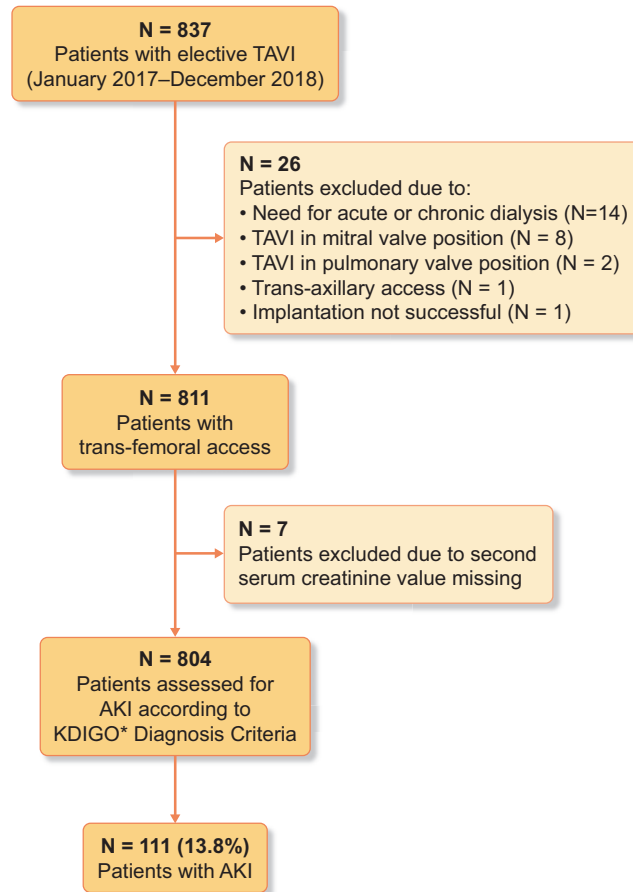 N = 837
Patients with elective TAVI
(January 2017–December 2018)
N = 26
Patients excluded due to:
• Need for acute or chronic dialysis (N=14)
• TAVI in mitral valve position (N = 8)
• TAVI in pulmonary valve position (N = 2)
• Trans-axillary access (N = 1)
• Implantation not successful (N = 1)
N = 811
Patients with
trans-femoral access
N = 7
Patients excluded due to second
serum creatinine value missing
N = 804
Patients assessed for
AKI according to
KDIGO* Diagnosis Criteria
N = 111 (13.8%)
Patients with AKI